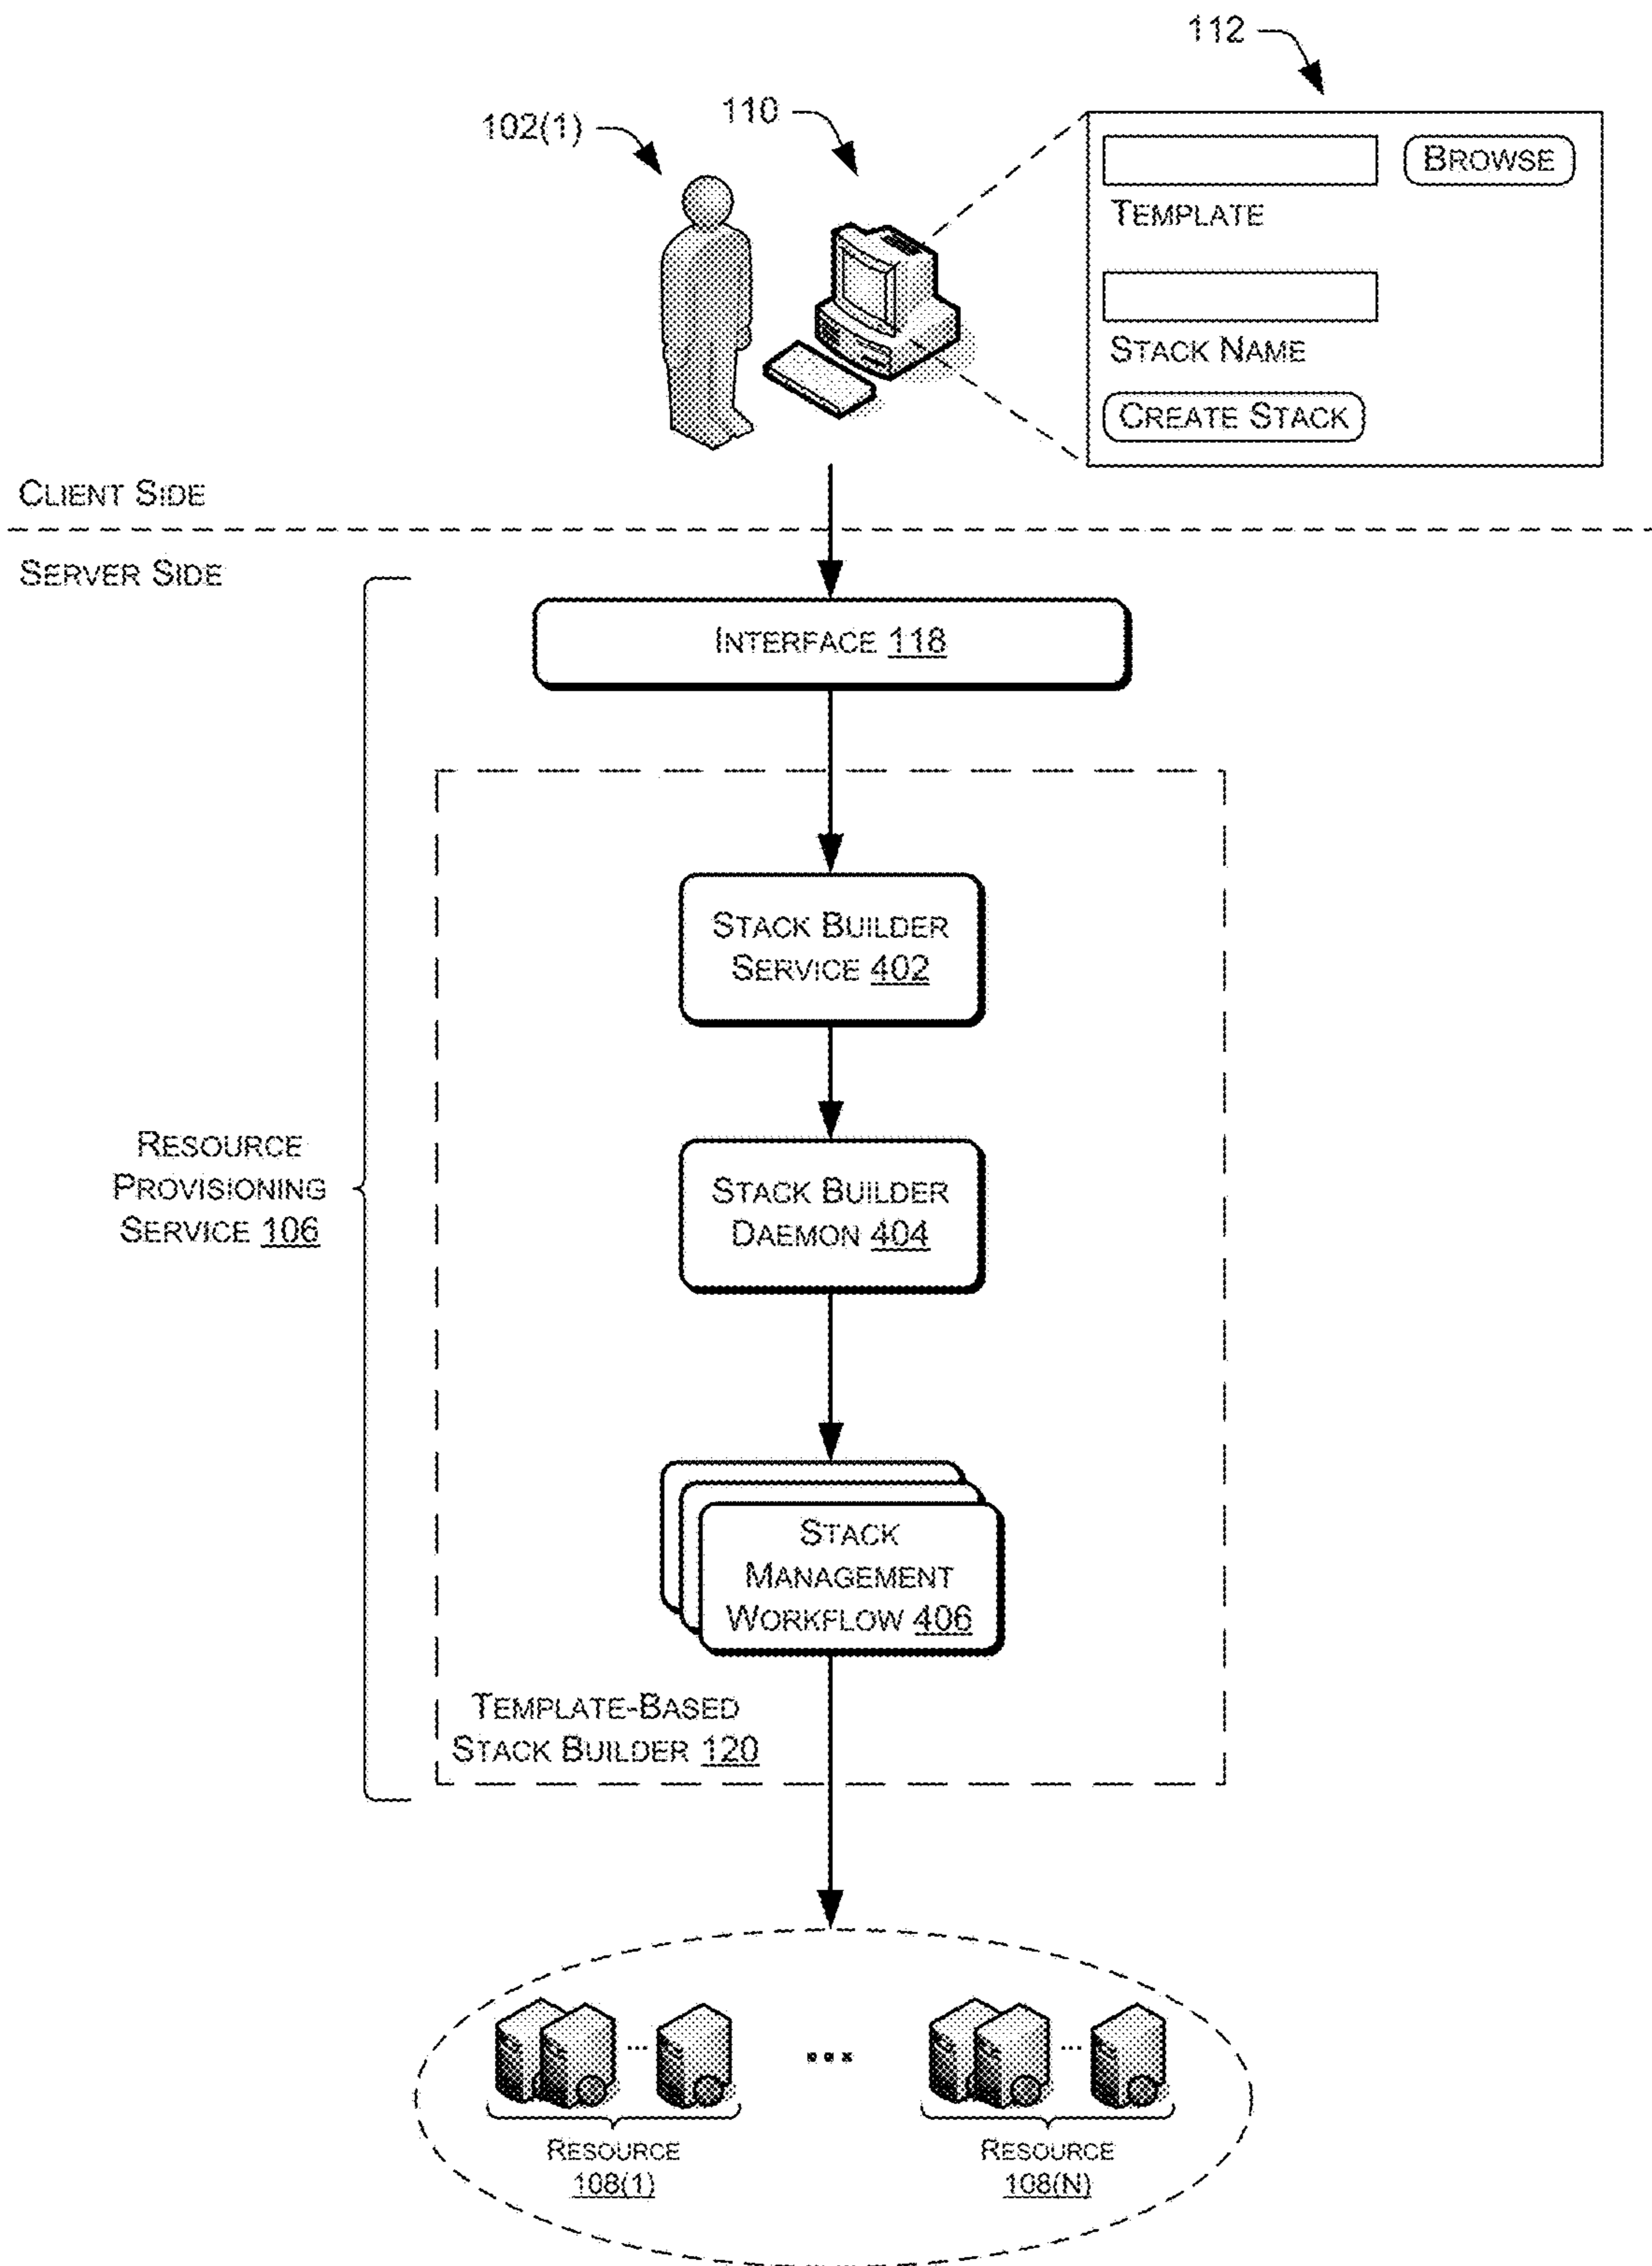 112
110
102(1)
BROWSE
TEMPLATE
STACK NAME
CREATE STACK
CLIENT SIDE
SERVER SIDE
INTERFACE 118
STACK BUILDER
SERVICE 402
RESOURCE
PROVISIONING
SERVICE 106
STACK BUILDER
DAEMON 404
STACK
MANAGEMENT
WORKFLOW 406
TEMPLATE-BASED
STACK BUILDER 120
...
...
...
RESOURCE
108(1)
RESOURCE
108(N)